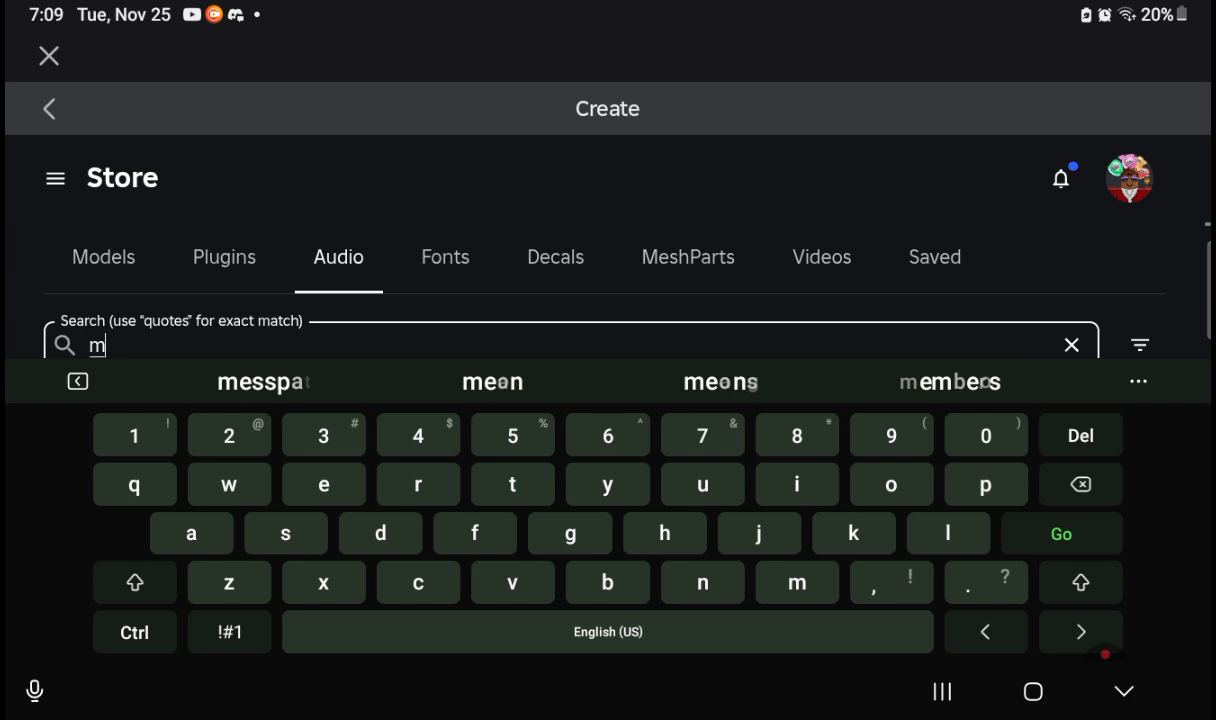 7:09 Tue, Nov 25 20%
Create
Store
Models Plugins Audio Fonts Decals MeshParts Videos Saved
Search (use “quotes” for exact match)
m
mean
1 ! 2 @ 3 # 4 $ 5 % 6 ^ 7 & 8 * 9 ( 0 ) Del
q w e r t y u i o p
a s d f g h j k l Go
z x c v b n m , ! . ?
Ctrl !#1 English (US) < >